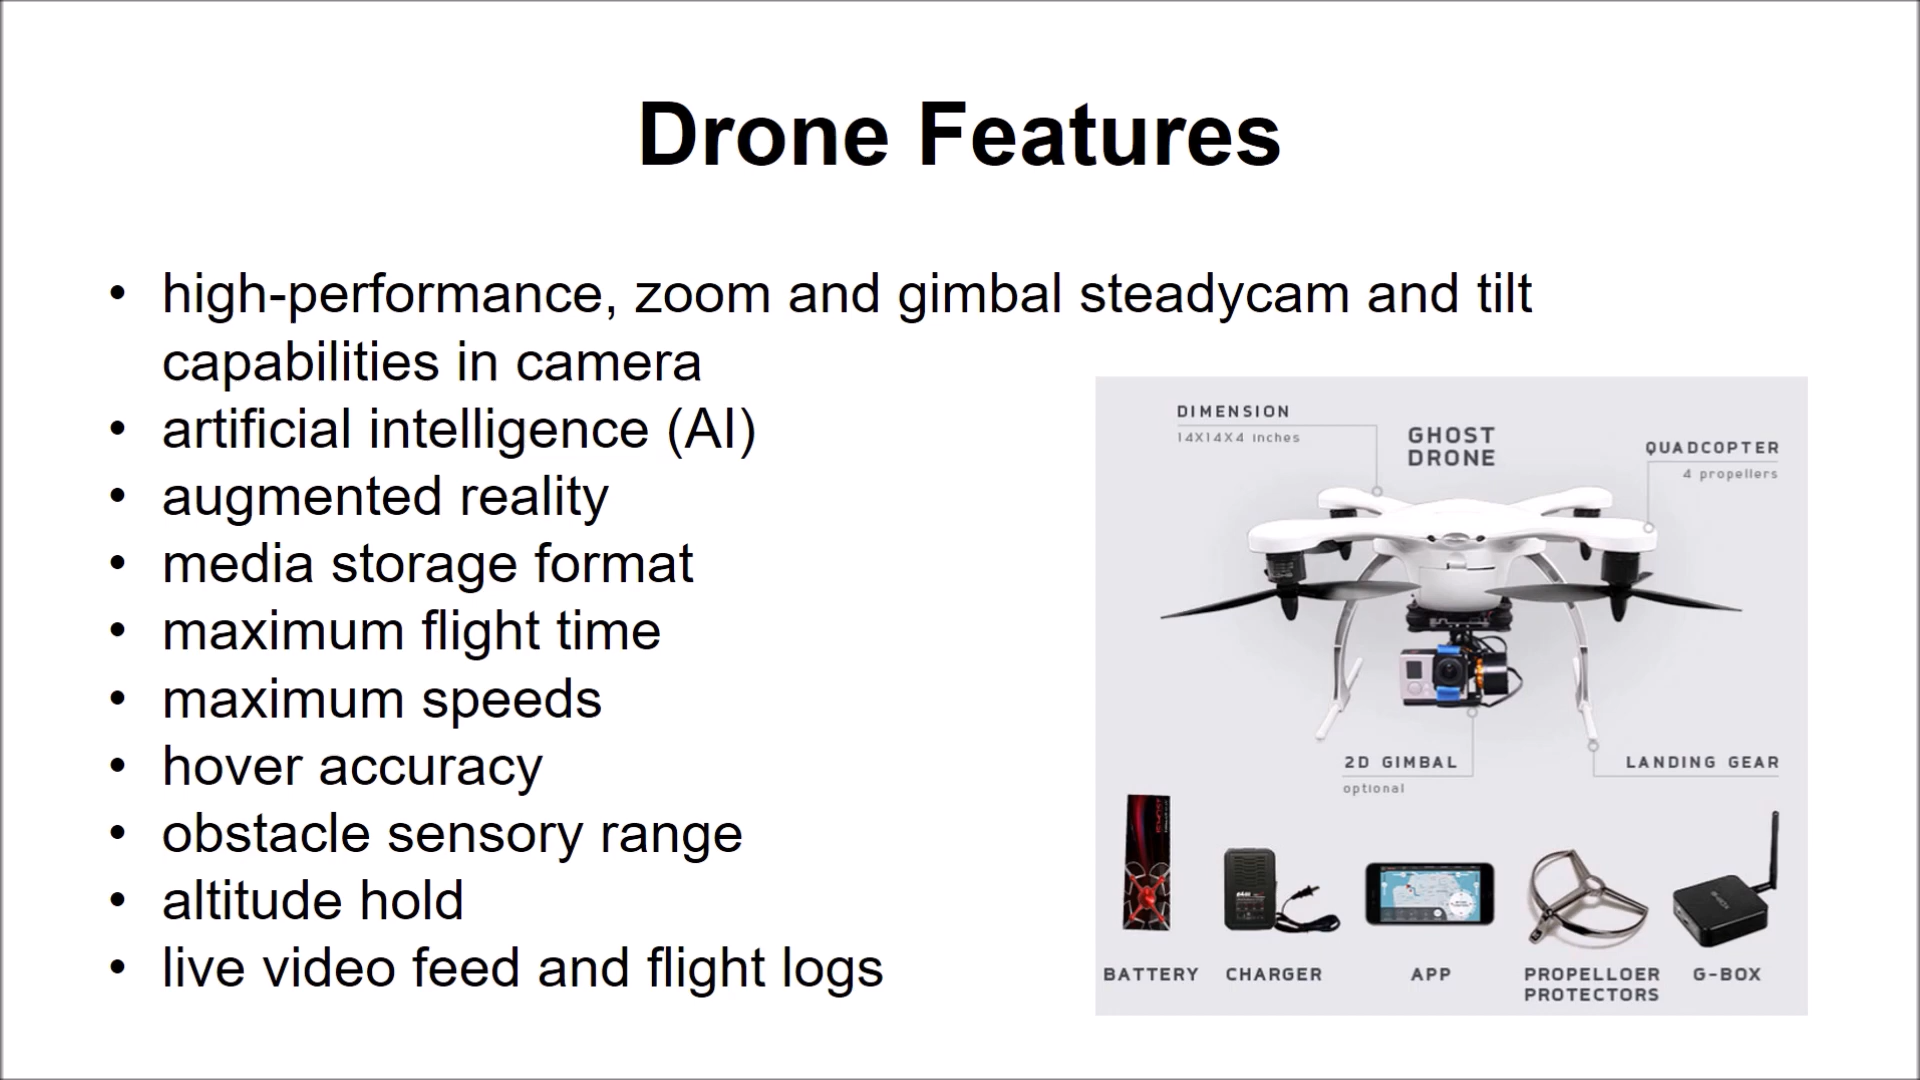 Drone Features
• high-performance, zoom and gimbal steadycam and tilt
capabilities in camera
• artificial intelligence (AI)
• augmented reality
• media storage format
• maximum flight time
• maximum speeds
• hover accuracy
• obstacle sensory range
• altitude hold
• live video feed and flight logs
DIMENSION
14X14X4 inches
GHOST
DRONE
QUADCOPTER
4 propellers
2D GIMBAL
optional
LANDING GEAR
BATTERY
CHARGER
APP
PROPELLOER
PROTECTORS
G-BOX